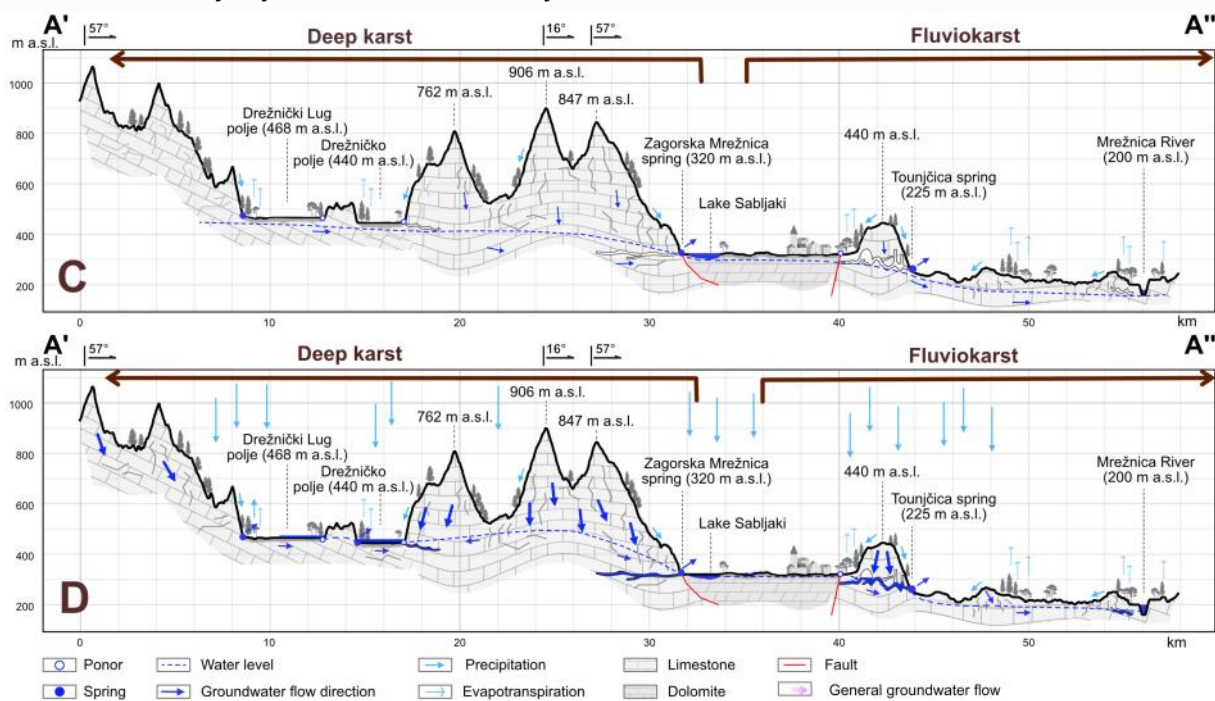 A'
57°
Deep karst
16°
57°
Fluviokarst
A"
m a.s.l.
906 m a.s.l.
762 m a.s.l.
847 m a.s.l.
Drežnički Lug
polje (468 m a.s.l.)
Drežničko
polje (440 m a.s.l.)
Zagorska Mrežnica
spring (320 m a.s.l.)
Lake Sabljaki
440 m a.s.l.
Tounjčica spring
(225 m a.s.l.)
Mrežnica River
(200 m a.s.l.)
1000
800
600
400
200
C
0
10
20
30
40
50
km
A'
57°
Deep karst
16°
57°
Fluviokarst
A"
m a.s.l.
906 m a.s.l.
762 m a.s.l.
847 m a.s.l.
Drežnički Lug
polje (468 m a.s.l.)
Drežničko
polje (440 m a.s.l.)
Zagorska Mrežnica
spring (320 m a.s.l.)
Lake Sabljaki
440 m a.s.l.
Tounjčica spring
(225 m a.s.l.)
Mrežnica River
(200 m a.s.l.)
1000
800
600
400
200
D
0
10
20
30
40
50
km
Ponor
Water level
Precipitation
Limestone
Fault
Spring
Groundwater flow direction
Evapotranspiration
Dolomite
General groundwater flow